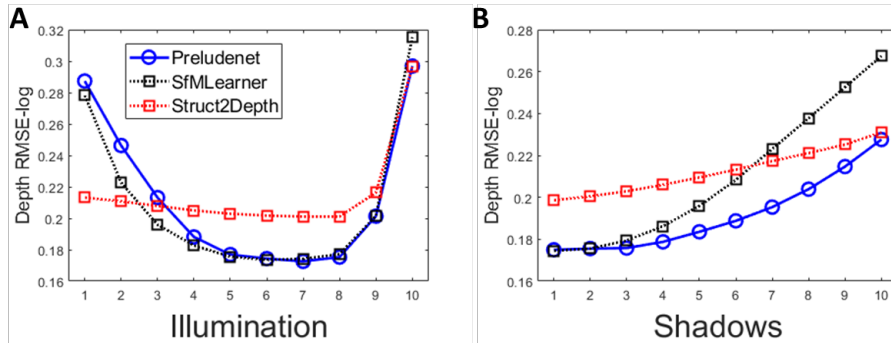 A
Depth RMSE-log
0.32
0.3
0.28
0.26
0.24
0.22
0.2
0.18
0.16
Preludenet
SfMLearner
Struct2Depth
1 2 3 4 5 6 7 8 9 10
Illumination
B
Depth RMSE-log
0.28
0.26
0.24
0.22
0.2
0.18
0.16
1 2 3 4 5 6 7 8 9 10
Shadows